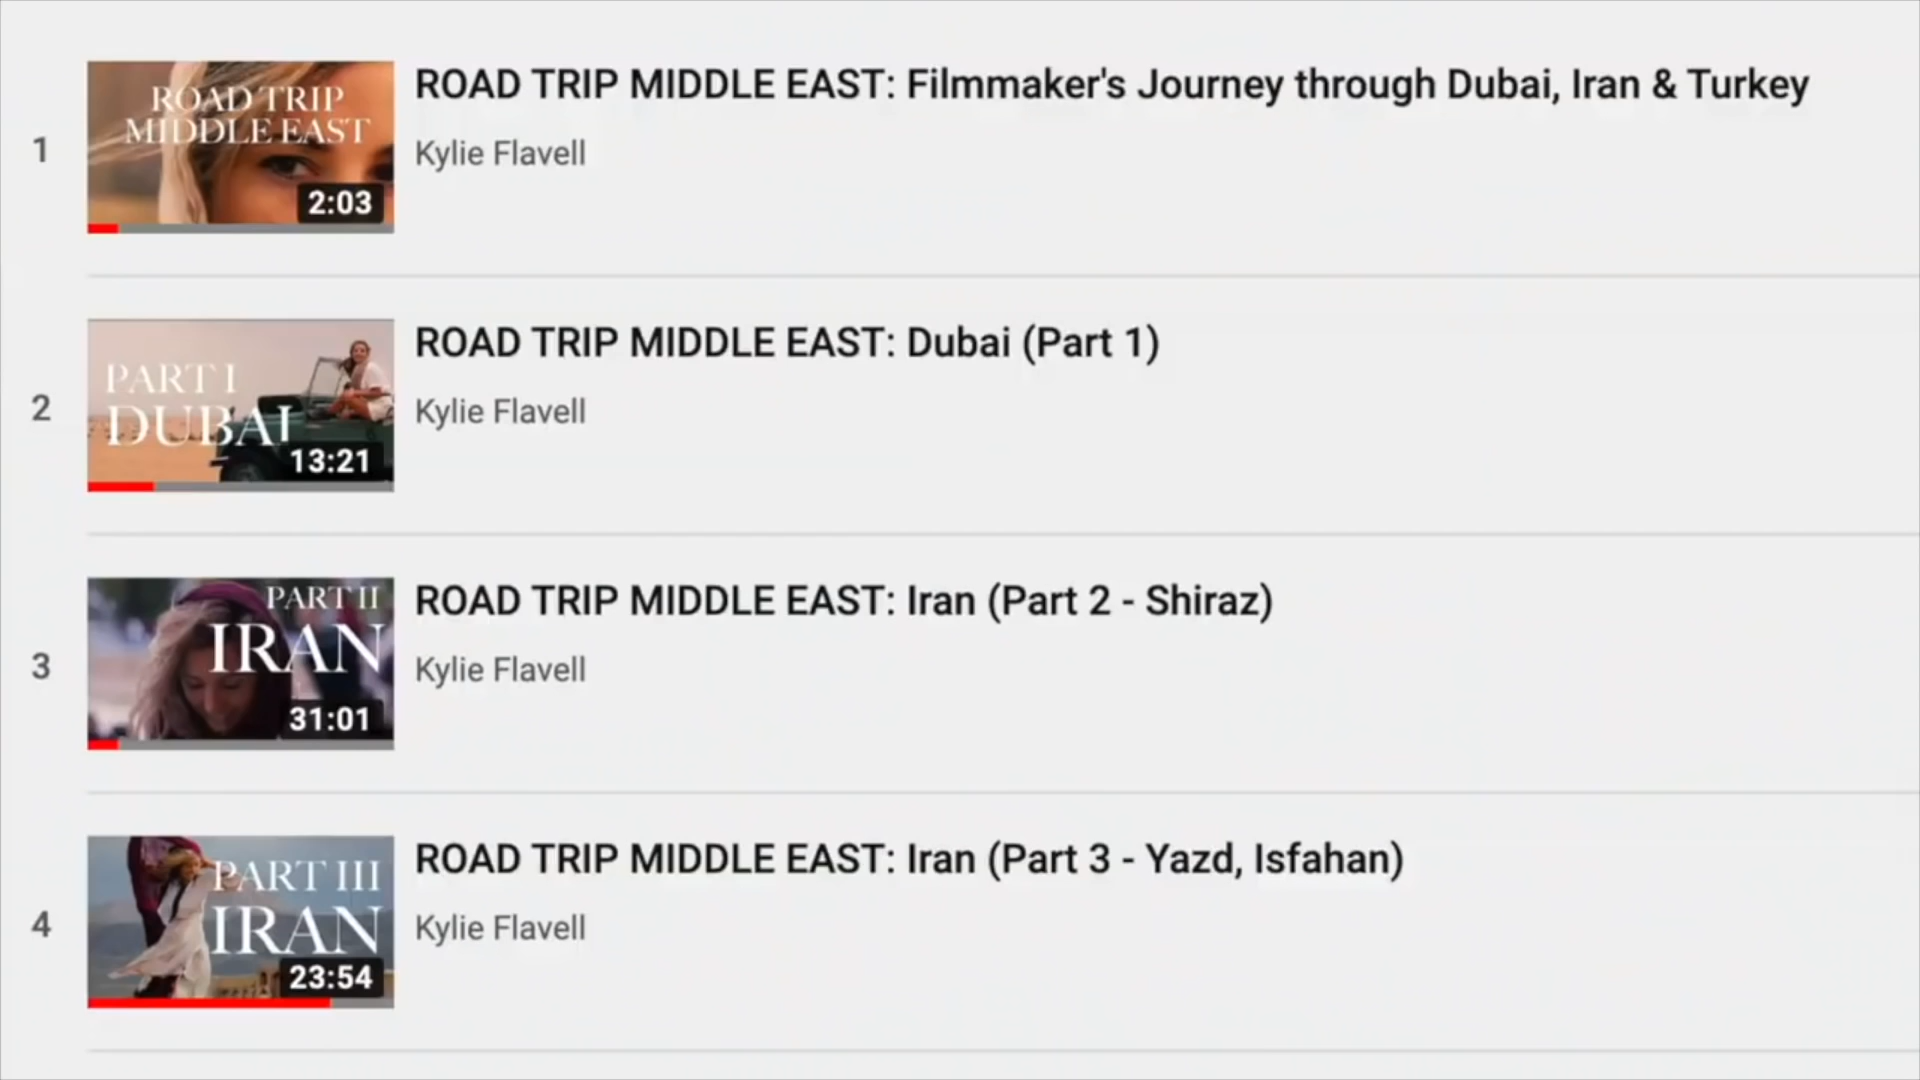 1
ROAD TRIP
MIDDLE EAST
2:03
ROAD TRIP MIDDLE EAST: Filmmaker's Journey through Dubai, Iran & Turkey
Kylie Flavell
2
PART I
DUBAI
13:21
ROAD TRIP MIDDLE EAST: Dubai (Part 1)
Kylie Flavell
3
PART II
IRAN
31:01
ROAD TRIP MIDDLE EAST: Iran (Part 2 - Shiraz)
Kylie Flavell
4
PART III
IRAN
23:54
ROAD TRIP MIDDLE EAST: Iran (Part 3 - Yazd, Isfahan)
Kylie Flavell